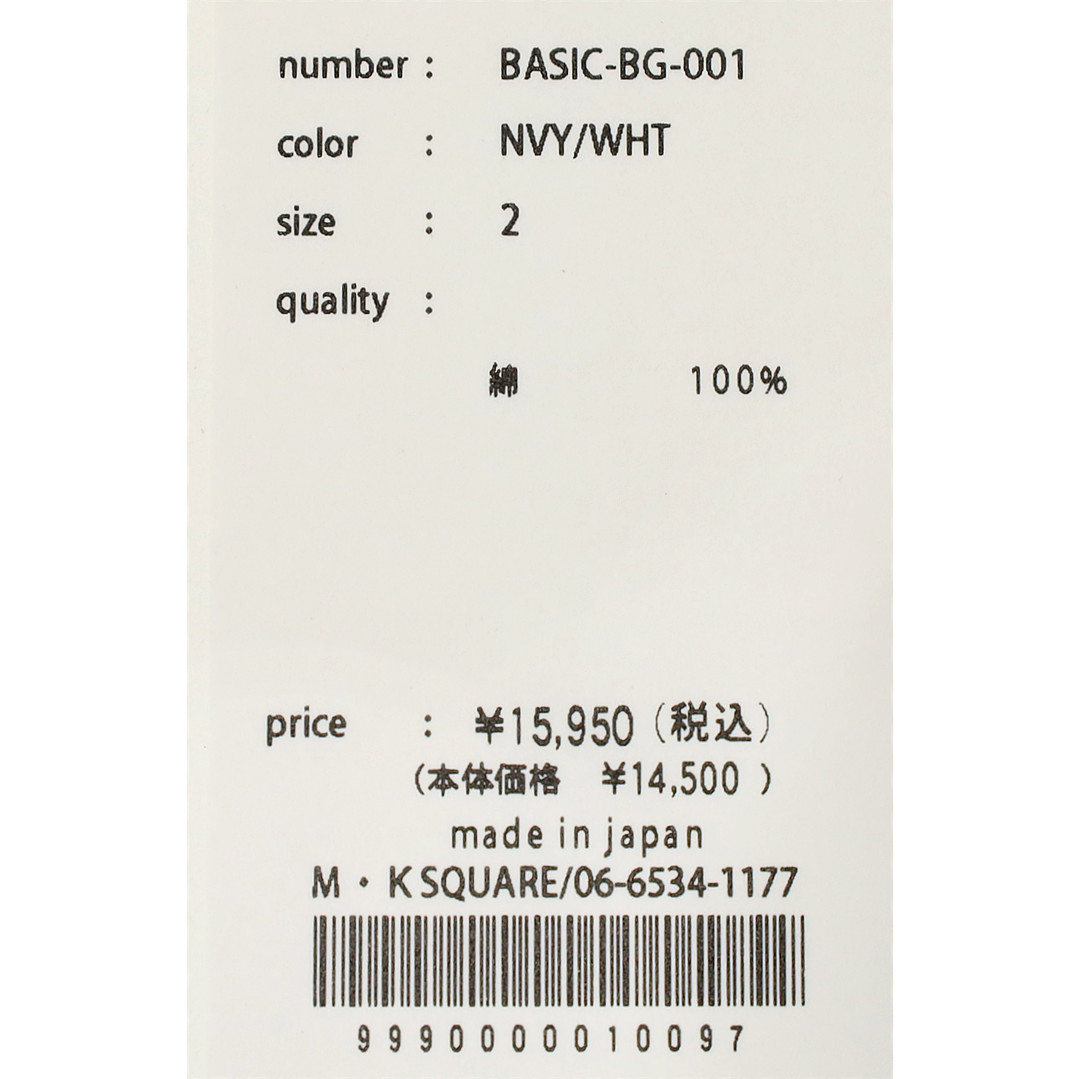 number : BASIC-BG-001
color : NVY/WHT
size : 2
quality :
綿 100%
price : ¥15,950(税込)
(本体価格 ¥14,500 )
made in japan
M・K SQUARE/06-6534-1177
9990000010097